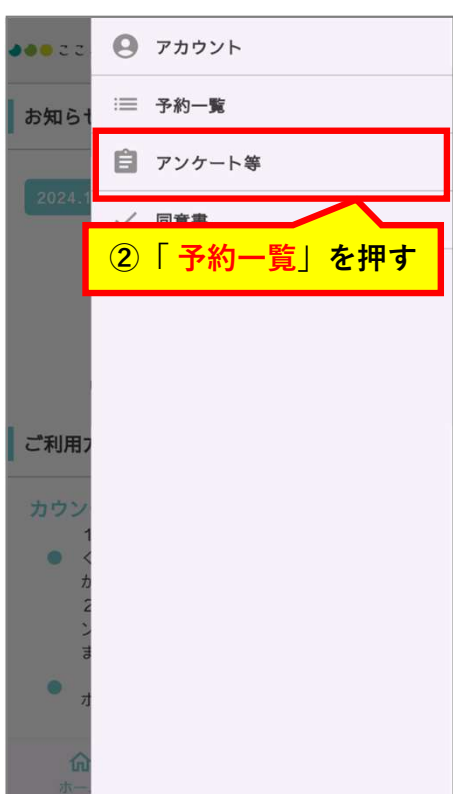 ここ
アカウント
お知らせ
予約一覧
アンケート等
2024.1
同意書
②「 予約一覧」を押す
ご利用
カウン
1
く
か
2
ン
ま
ホ
ホー